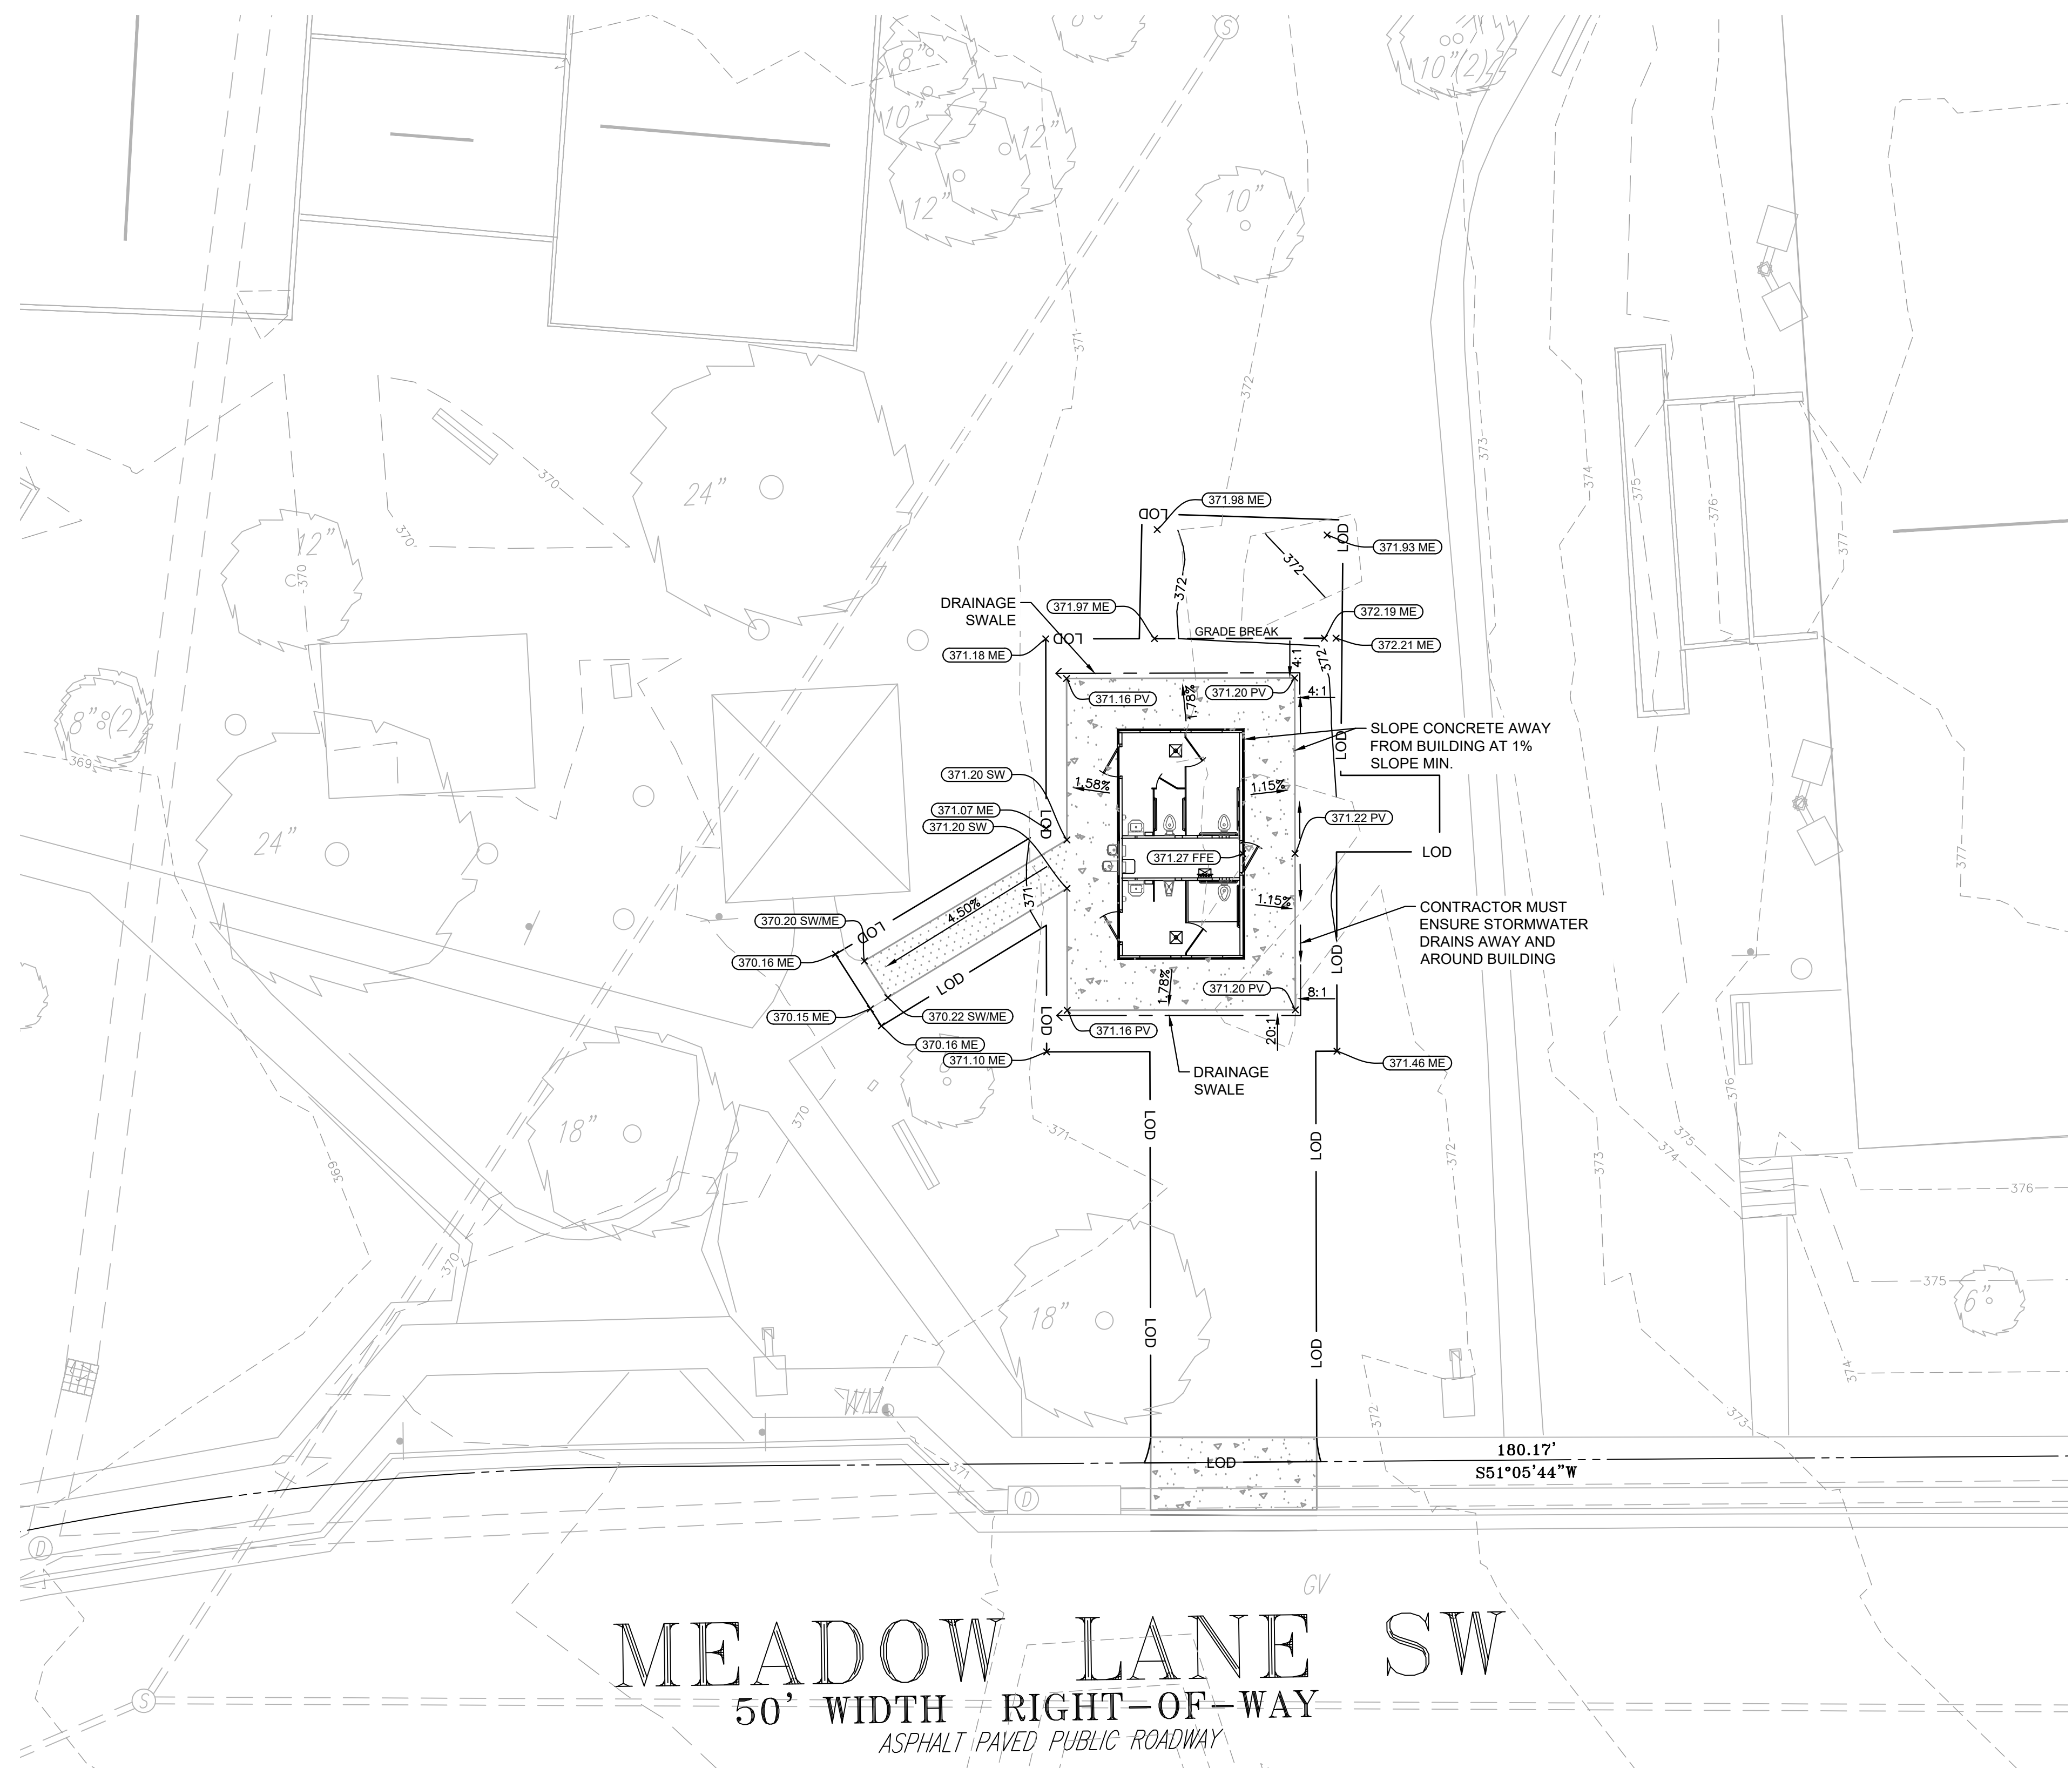 8"
10"
12"
12"
10"
10"(2)
S
371
372
373
374
375
376
377
370
370
24"
12"
370
371.98 ME
LOD
LOD
371.93 ME
372
372
DRAINAGE
SWALE
371.97 ME
372.19 ME
LOD
GRADE BREAK
372.21 ME
371.18 ME
4:1
372
4:1
371.16 PV
1.78%
371.20 PV
8"(2)
369
SLOPE CONCRETE AWAY
FROM BUILDING AT 1%
SLOPE MIN.
LOD
371.20 SW
1.58%
1.15%
371.07 ME
LOD
371.20 SW
371.22 PV
24"
371.27 FFE
LOD
377
371
4.50%
1.15%
370.20 SW/ME
LOD
CONTRACTOR MUST
ENSURE STORMWATER
DRAINS AWAY AND
AROUND BUILDING
370.16 ME
LOD
LOD
1.78%
371.20 PV
8:1
370.15 ME
370.22 SW/ME
LOD
371.16 PV
20:1
370.16 ME
371.10 ME
371.46 ME
DRAINAGE
SWALE
376
18"
370
LOD
371
LOD
372
373
374
375
369
376
370
375
6"
18"
LOD
LOD
374
WM
372
373
180.17'
LOD
S51°05'44"W
371
D
D
GV
MEADOW LANE SW
S
50' WIDTH RIGHT-OF-WAY
ASPHALT PAVED PUBLIC ROADWAY